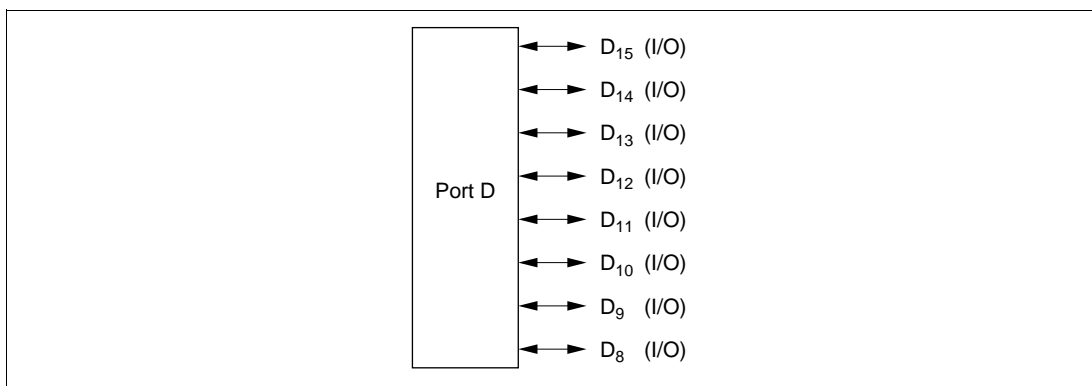 D15 (I/O)
D14 (I/O)
D13 (I/O)
D12 (I/O)
Port D
D11 (I/O)
D10 (I/O)
D9 (I/O)
D8 (I/O)